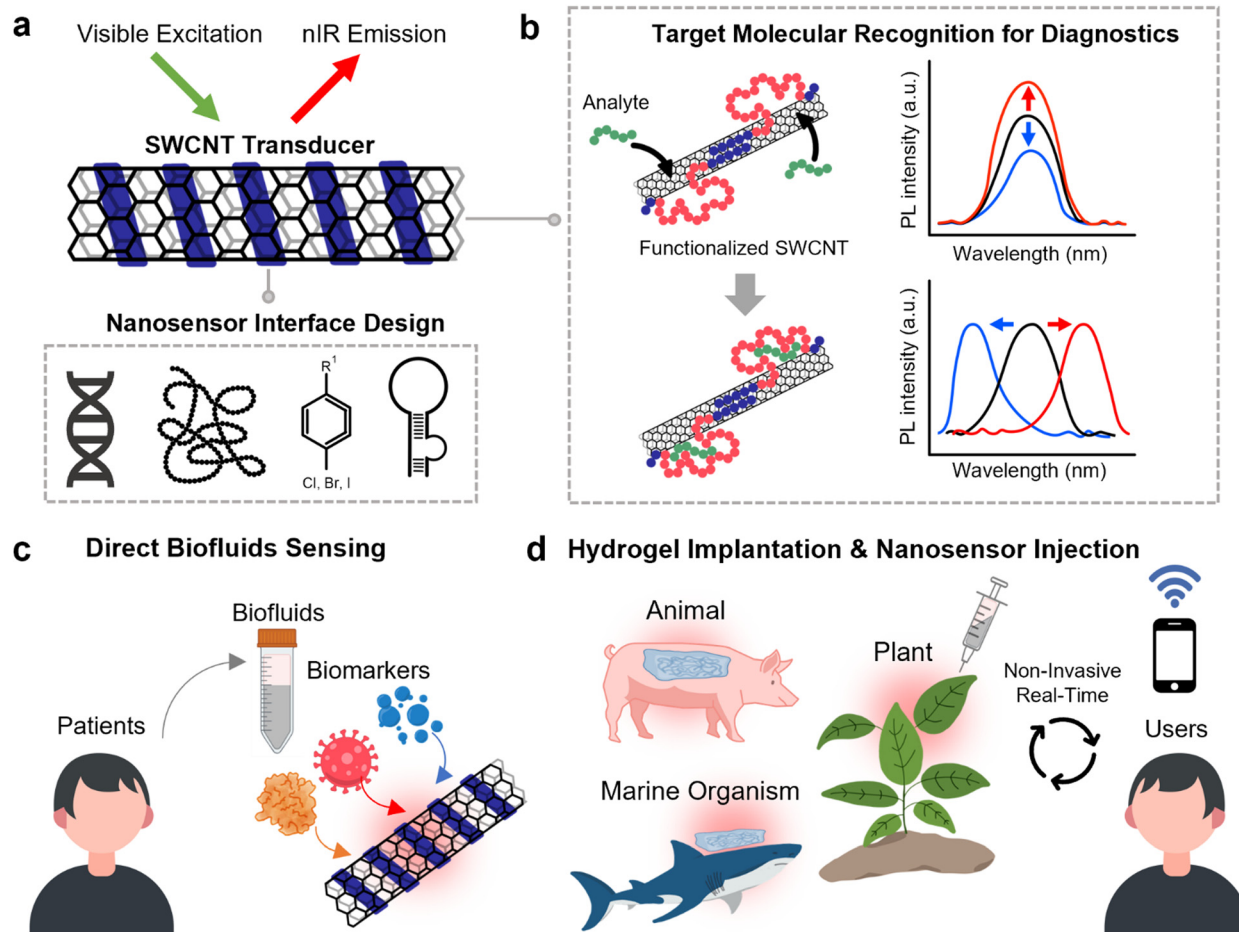 a
Visible Excitation
nIR Emission
SWCNT Transducer
Nanosensor Interface Design
R¹
Cl, Br, I
b
Target Molecular Recognition for Diagnostics
Analyte
Functionalized SWCNT
PL intensity (a.u.)
Wavelength (nm)
PL intensity (a.u.)
Wavelength (nm)
c
Direct Biofluids Sensing
Biofluids
Biomarkers
Patients
d
Hydrogel Implantation & Nanosensor Injection
Animal
Plant
Marine Organism
Non-Invasive
Real-Time
Users